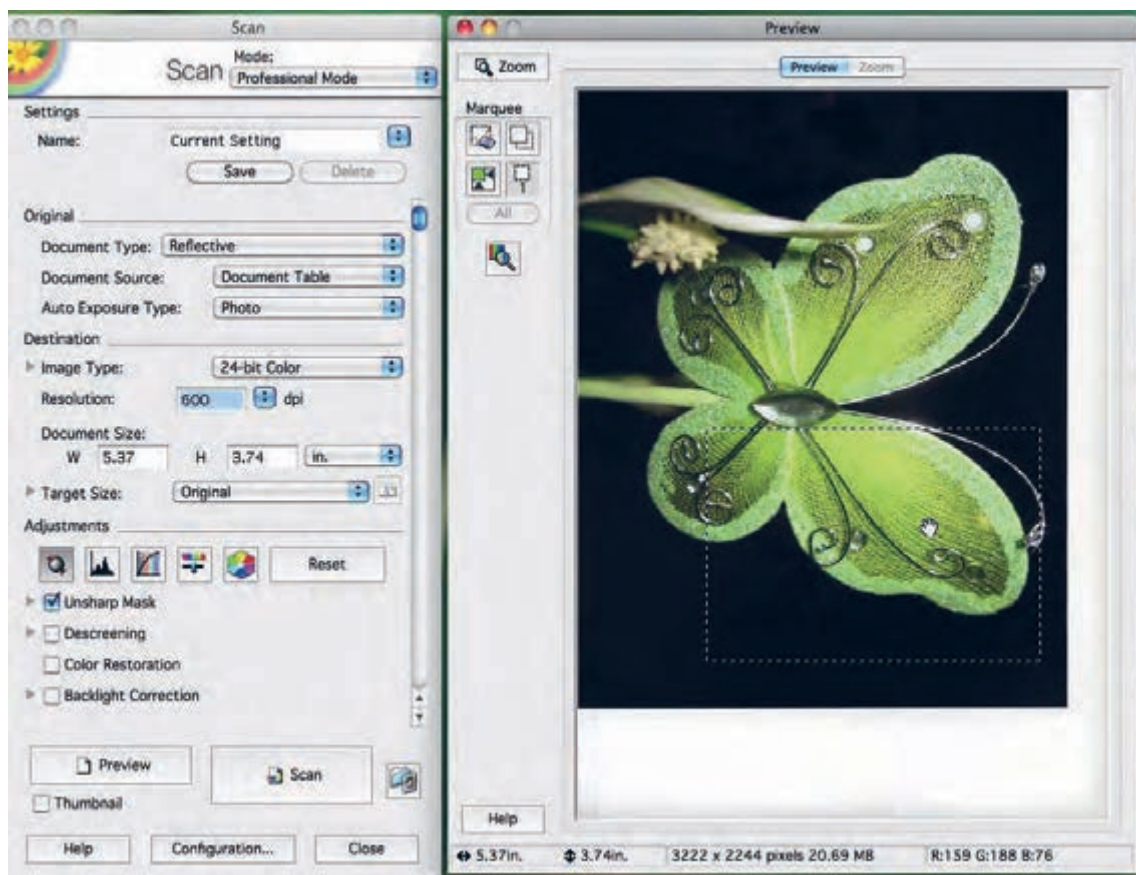 Scan
Scan
Mode:
Professional Mode
Settings
Name:
Current Setting
Save
Delete
Original
Document Type:
Reflective
Document Source:
Document Table
Auto Exposure Type:
Photo
Destination
Image Type:
24-bit Color
Resolution:
600
dpi
Document Size:
W 5.37 H 3.74 in.
Target Size:
Original
Adjustments
Reset
Unsharp Mask
Descreening
Color Restoration
Backlight Correction
Preview
Scan
Thumbnail
Help
Configuration...
Close
Preview
Zoom
Preview
Zoom
Marquee
All
Help
5.37in.
3.74in.
3222 x 2244 pixels 20.69 MB
R:159 G:188 B:76